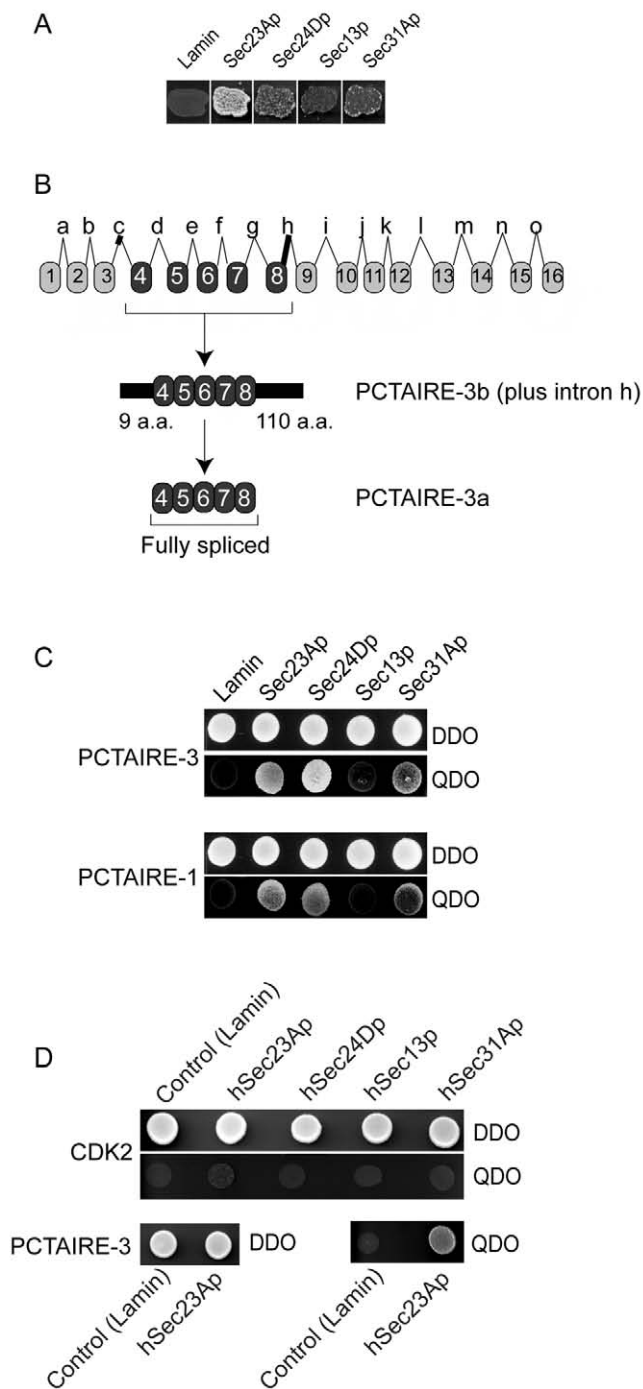 A
Lamin
Sec23Ap
Sec24Dp
Sec13p
Sec31Ap
B
a b c d e f g h i j k l m n o
1 2 3 4 5 6 7 8 9 10 11 12 13 14 15 16
4 5 6 7 8
PCTAIRE-3b (plus intron h)
9 a.a. 110 a.a.
4 5 6 7 8
PCTAIRE-3a
Fully spliced
C
Lamin
Sec23Ap
Sec24Dp
Sec13p
Sec31Ap
DDO
PCTAIRE-3
QDO
DDO
PCTAIRE-1
QDO
D
Control (Lamin)
hSec23Ap
hSec24Dp
hSec13p
hSec31Ap
DDO
CDK2
QDO
PCTAIRE-3
DDO
QDO
Control (Lamin)
hSec23Ap
Control (Lamin)
hSec23Ap